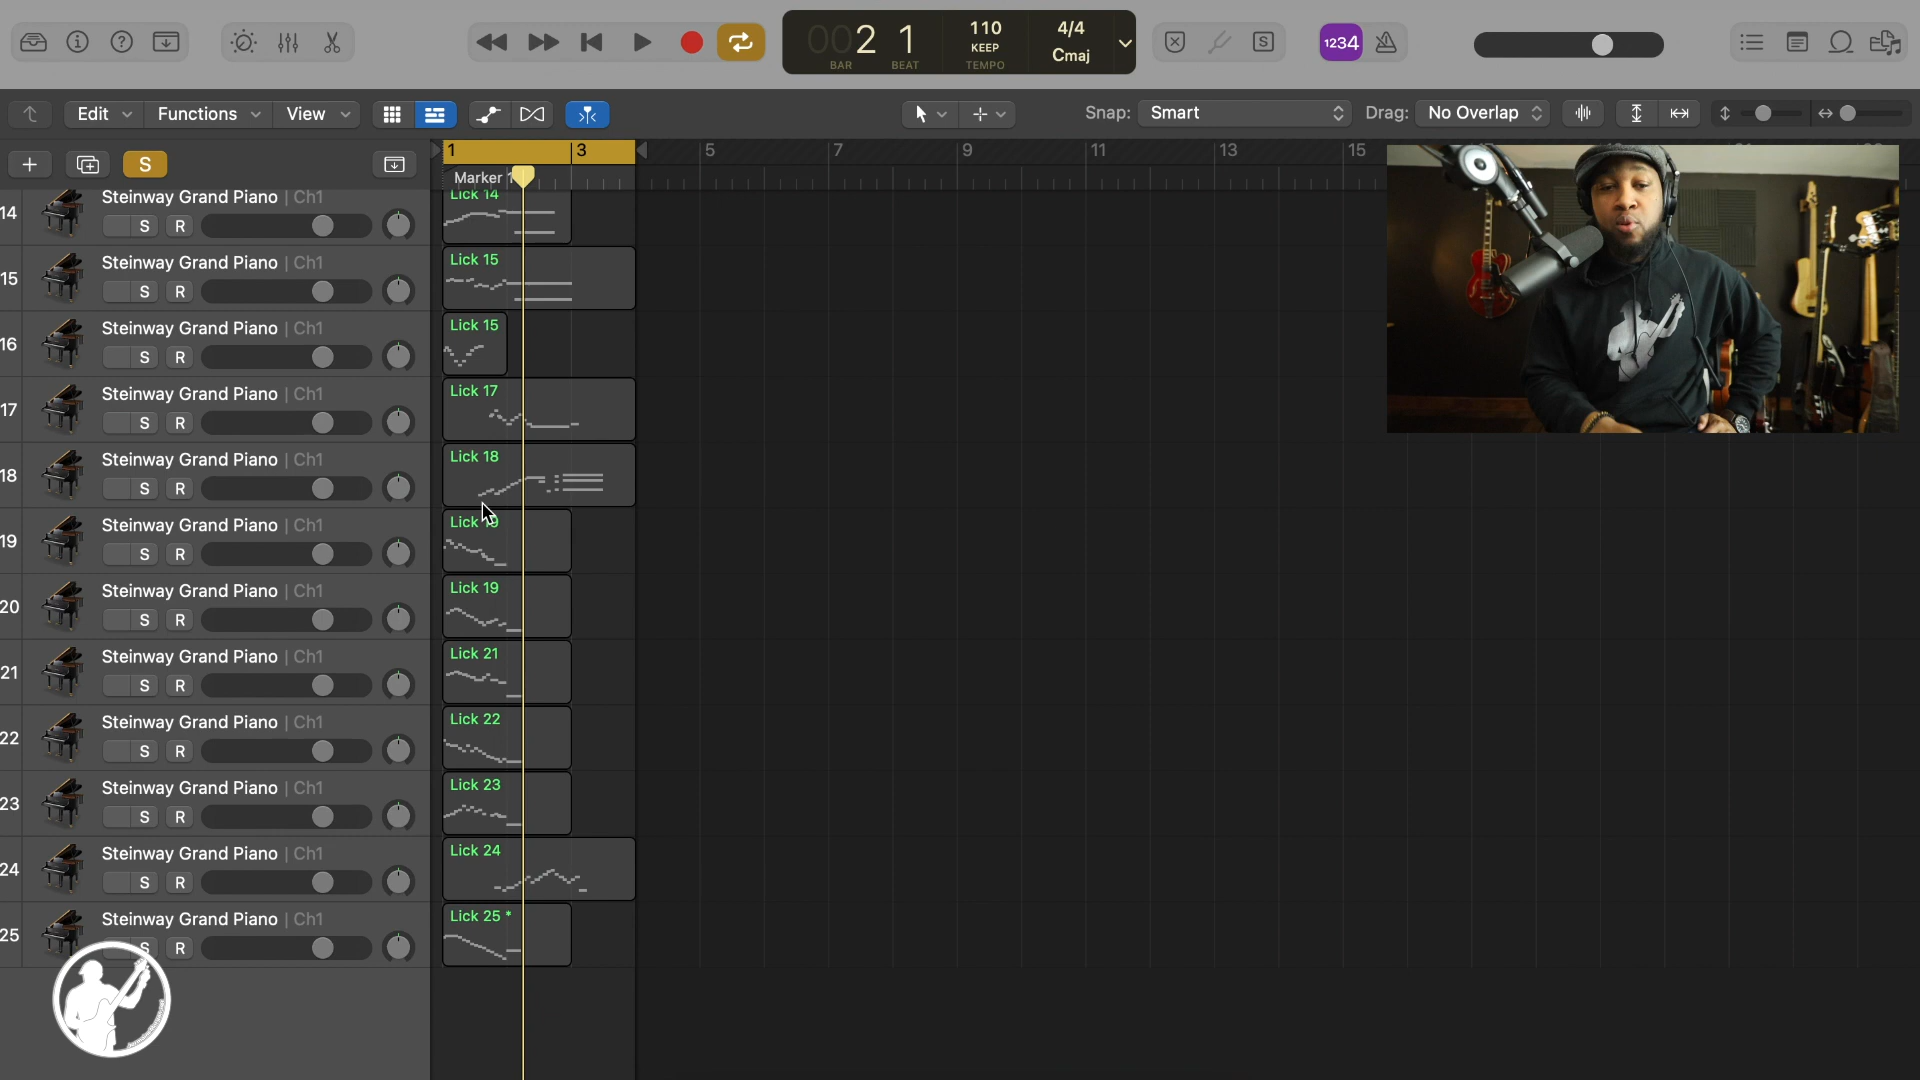 002 1 110 4/4
KEEP Cmaj
BAR BEAT TEMPO
1234
S
Edit Functions View
Snap: Smart Drag: No Overlap
S
1 3 5 7 9 11 13 15
Marker 1
14 Steinway Grand Piano | Ch1 Lick 14
S R
15 Steinway Grand Piano | Ch1 Lick 15
S R
16 Steinway Grand Piano | Ch1 Lick 15
S R
17 Steinway Grand Piano | Ch1 Lick 17
S R
18 Steinway Grand Piano | Ch1 Lick 18
S R
19 Steinway Grand Piano | Ch1 Lick 19
S R
20 Steinway Grand Piano | Ch1 Lick 19
S R
21 Steinway Grand Piano | Ch1 Lick 21
S R
22 Steinway Grand Piano | Ch1 Lick 22
S R
23 Steinway Grand Piano | Ch1 Lick 23
S R
24 Steinway Grand Piano | Ch1 Lick 24
S R
25 Steinway Grand Piano | Ch1 Lick 25 *
S R